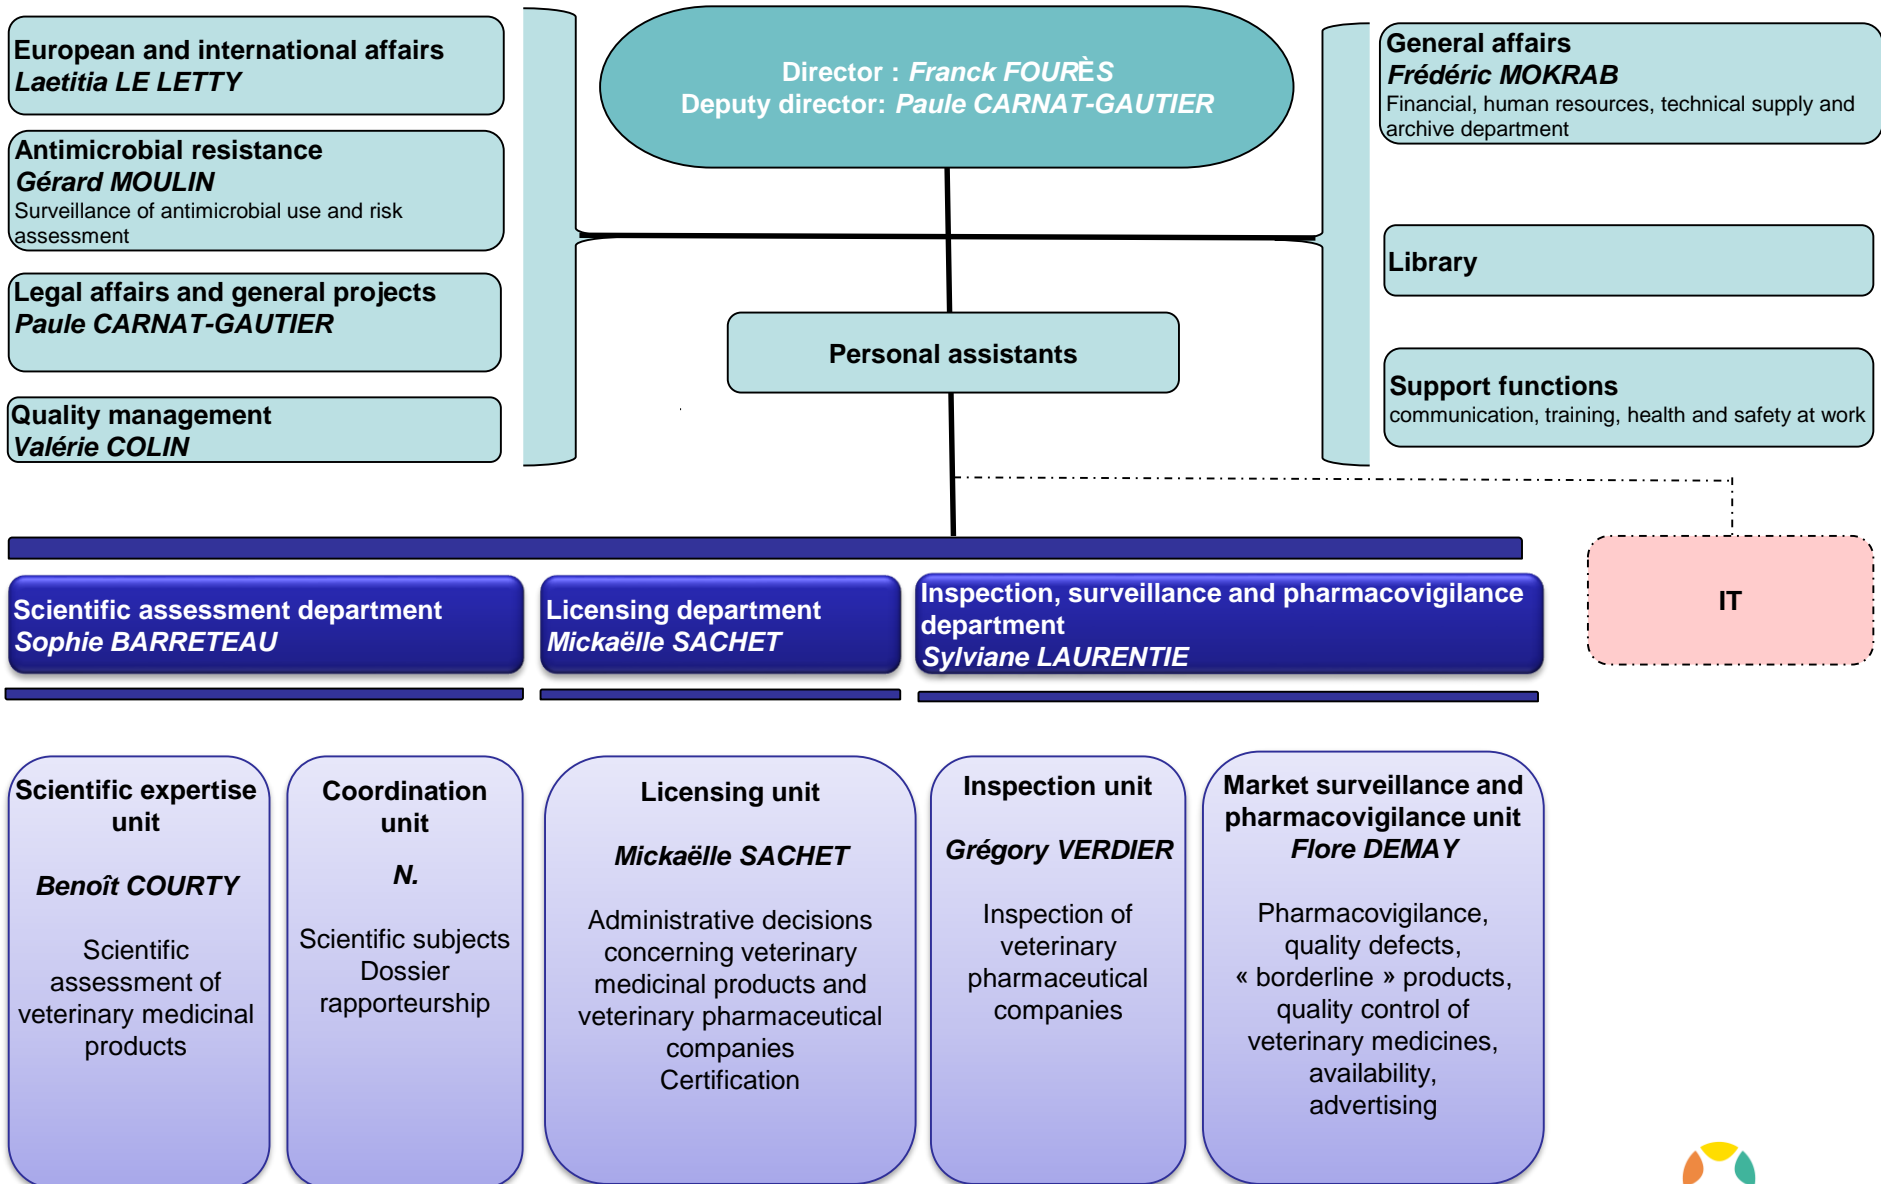 European and international affairs
Laetitia LE LETTY
Antimicrobial resistance
Gérard MOULIN
Surveillance of antimicrobial use and risk
assessment
Legal affairs and general projects
Paule CARNAT-GAUTIER
Quality management
Valérie COLIN
Director : Franck FOURÈS
Deputy director: Paule CARNAT-GAUTIER
Personal assistants
General affairs
Frédéric MOKRAB
Financial, human resources, technical supply and
archive department
Library
Support functions
communication, training, health and safety at work
Scientific assessment department
Sophie BARRETEAU
Licensing department
Mickaëlle SACHET
Inspection, surveillance and pharmacovigilance
department
Sylviane LAURENTIE
IT
Scientific expertise
unit
Benoît COURTY
Scientific
assessment of
veterinary medicinal
products
Coordination
unit
N.
Scientific subjects
Dossier
rapporteurship
Licensing unit
Mickaëlle SACHET
Administrative decisions
concerning veterinary
medicinal products and
veterinary pharmaceutical
companies
Certification
Inspection unit
Grégory VERDIER
Inspection of
veterinary
pharmaceutical
companies
Market surveillance and
pharmacovigilance unit
Flore DEMAY
Pharmacovigilance,
quality defects,
« borderline » products,
quality control of
veterinary medicines,
availability,
advertising